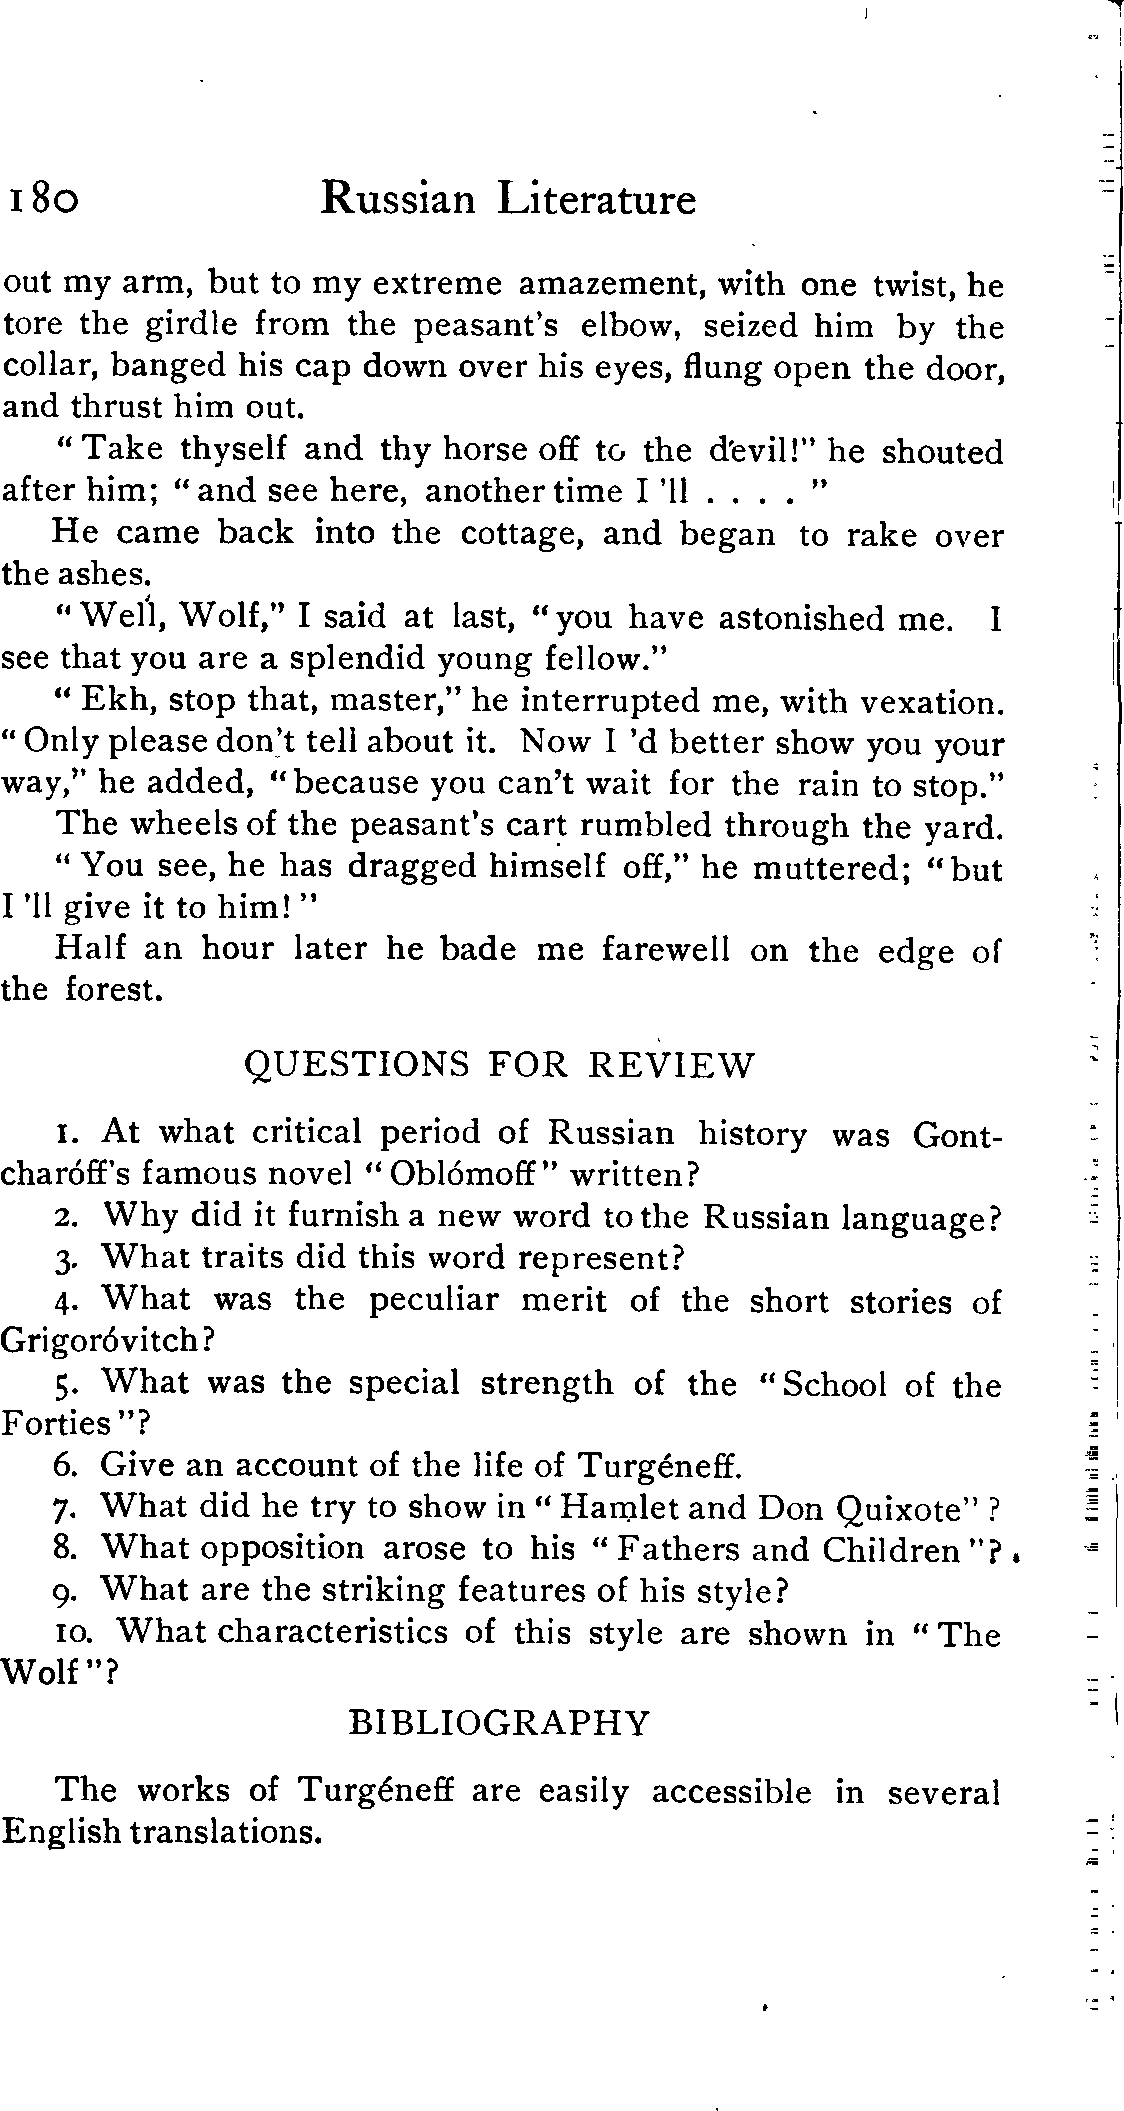 180 Russian Literature
out my arm, but to my extreme amazement, with one twist, he
tore the girdle from the peasant's elbow, seized him by the
collar, banged his cap down over his eyes, flung open the door,
and thrust him out.
"Take thyself and thy horse off to the devil!" he shouted
after him; "and see here, another time I'll . . . . "
He came back into the cottage, and began to rake over
the ashes.
"Well, Wolf," I said at last, "you have astonished me. I
see that you are a splendid young fellow."
"Ekh, stop that, master," he interrupted me, with vexation.
"Only please don't tell about it. Now I'd better show you your
way," he added, "because you can't wait for the rain to stop."
The wheels of the peasant's cart rumbled through the yard.
"You see, he has dragged himself off," he muttered; "but
I'll give it to him!"
Half an hour later he bade me farewell on the edge of
the forest.
QUESTIONS FOR REVIEW
1. At what critical period of Russian history was Gont-
charóff's famous novel "Oblómoff" written?
2. Why did it furnish a new word to the Russian language?
3. What traits did this word represent?
4. What was the peculiar merit of the short stories of
Grigoróvitch?
5. What was the special strength of the "School of the
Forties"?
6. Give an account of the life of Turgéneff.
7. What did he try to show in "Hamlet and Don Quixote"?
8. What opposition arose to his "Fathers and Children"?
9. What are the striking features of his style?
10. What characteristics of this style are shown in "The
Wolf"?
BIBLIOGRAPHY
The works of Turgéneff are easily accessible in several
English translations.